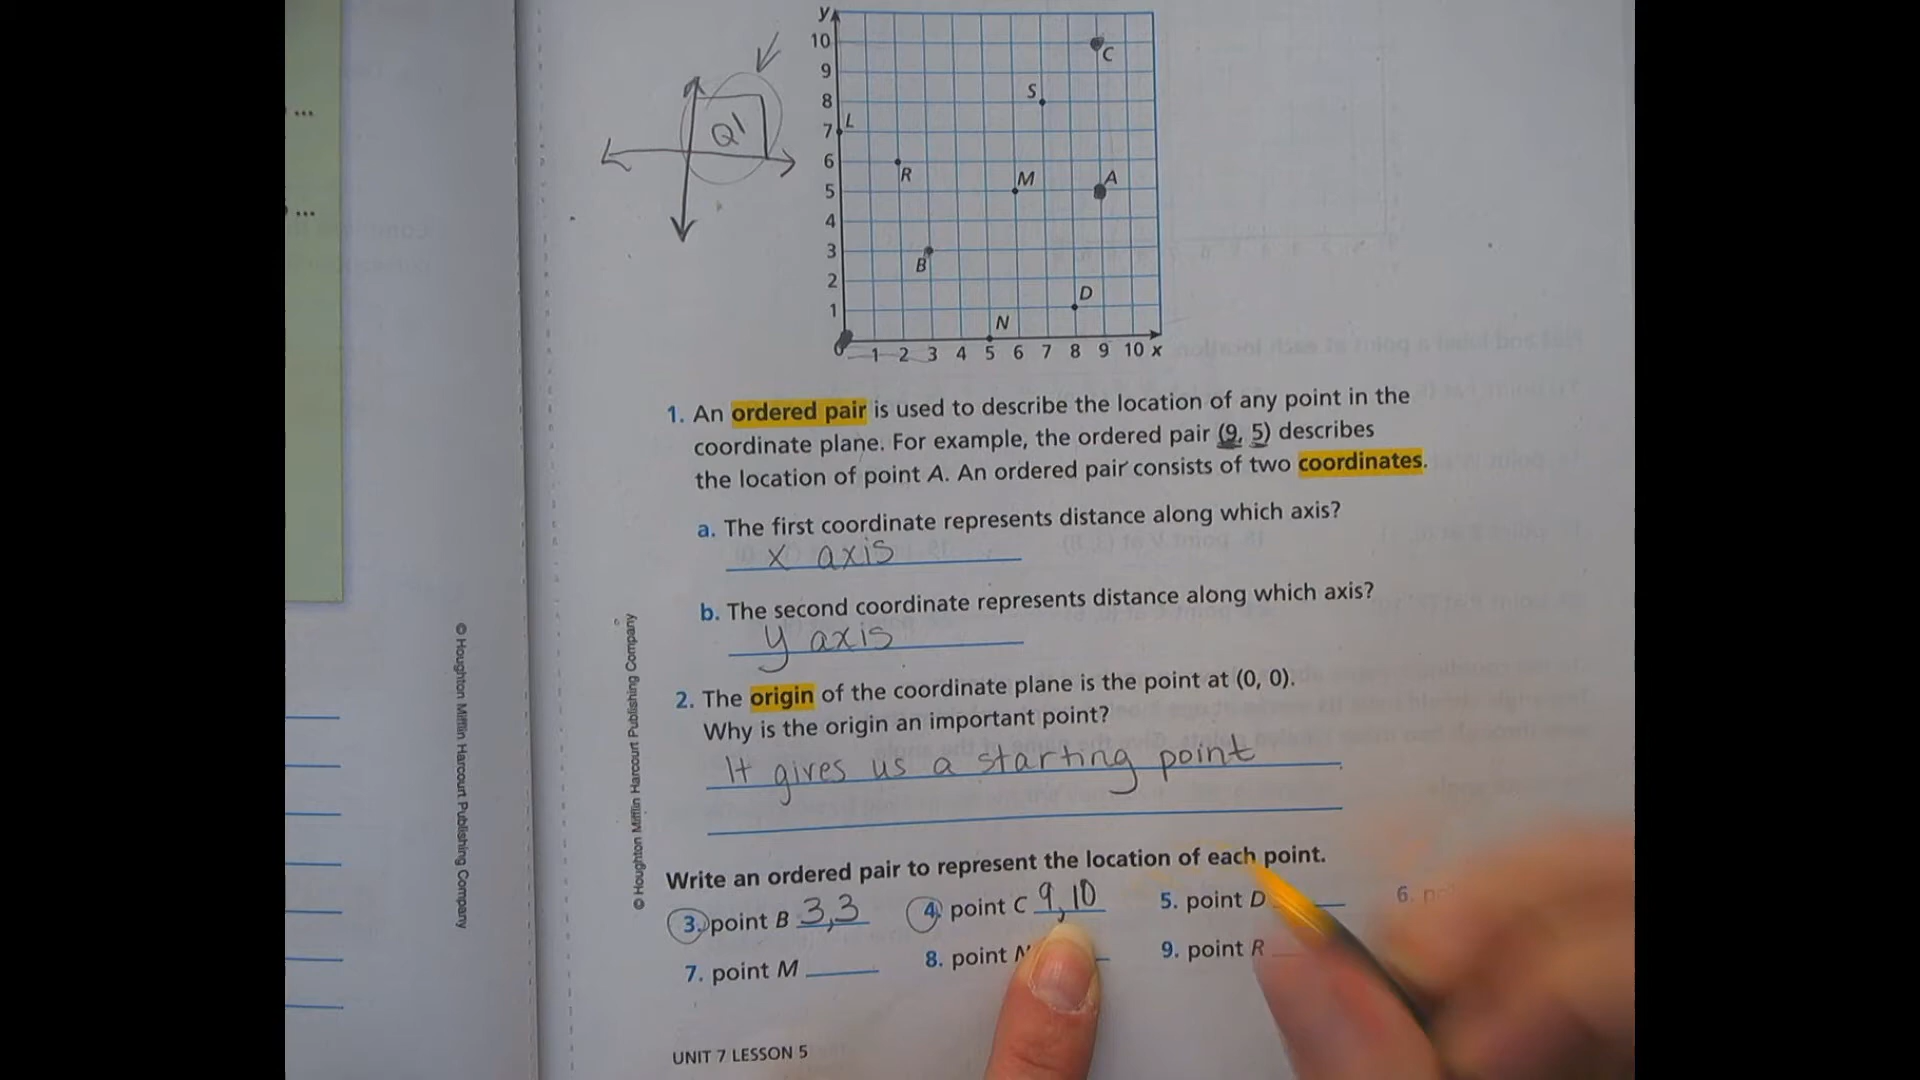 ...
...
y
10
C
9
S
8
L
7
Q1
6
R
M
A
5
4
3
B
2
D
1
N
0 1 2 3 4 5 6 7 8 9 10 x
1. An ordered pair is used to describe the location of any point in the
coordinate plane. For example, the ordered pair (9, 5) describes
the location of point A. An ordered pair consists of two coordinates.
a. The first coordinate represents distance along which axis?
x axis
b. The second coordinate represents distance along which axis?
y axis
2. The origin of the coordinate plane is the point at (0, 0).
Why is the origin an important point?
It gives us a starting point
Write an ordered pair to represent the location of each point.
3. point B 3,3 4. point C 9,10 5. point D 6.
7. point M 8. point N 9. point R
UNIT 7 LESSON 5
© Houghton Mifflin Harcourt Publishing Company
© Houghton Mifflin Harcourt Publishing Company